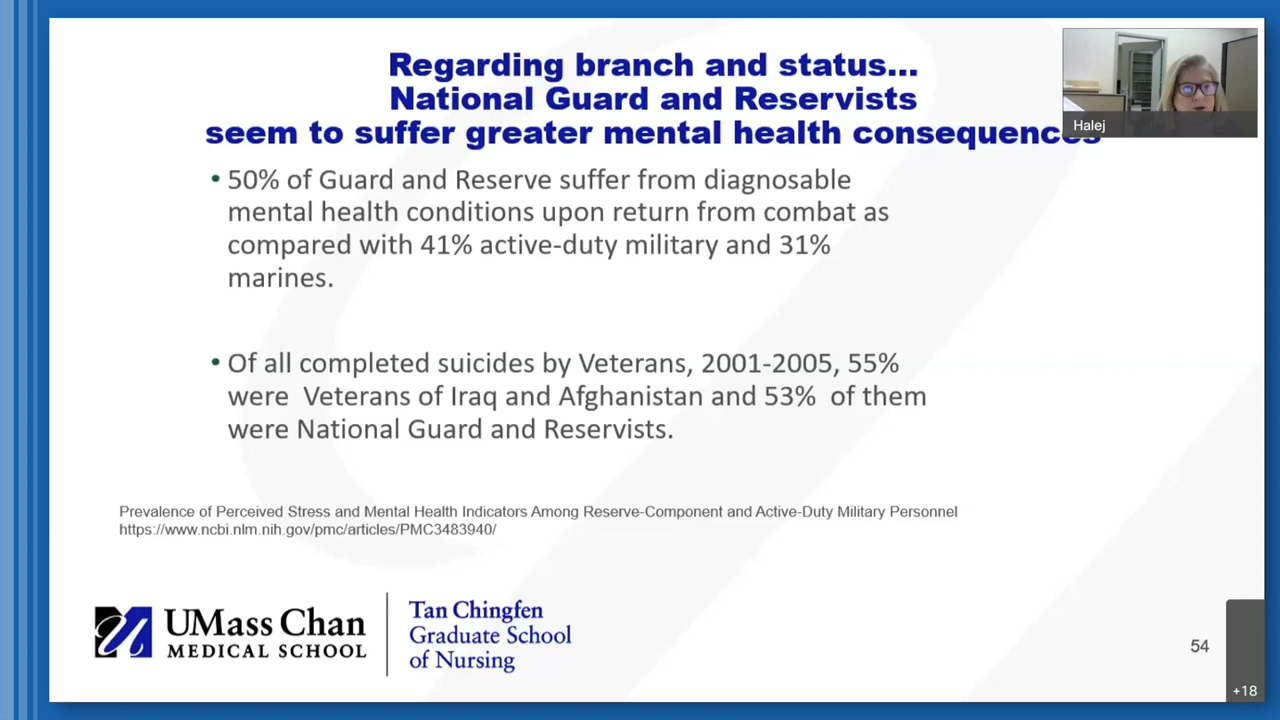 Regarding branch and status...
National Guard and Reservists
seem to suffer greater mental health consequences
Halej
• 50% of Guard and Reserve suffer from diagnosable
mental health conditions upon return from combat as
compared with 41% active-duty military and 31%
marines.
• Of all completed suicides by Veterans, 2001-2005, 55%
were Veterans of Iraq and Afghanistan and 53% of them
were National Guard and Reservists.
Prevalence of Perceived Stress and Mental Health Indicators Among Reserve-Component and Active-Duty Military Personnel
https://www.ncbi.nlm.nih.gov/pmc/articles/PMC3483940/
UMass Chan
MEDICAL SCHOOL
Tan Chingfen
Graduate School
of Nursing
54
+18